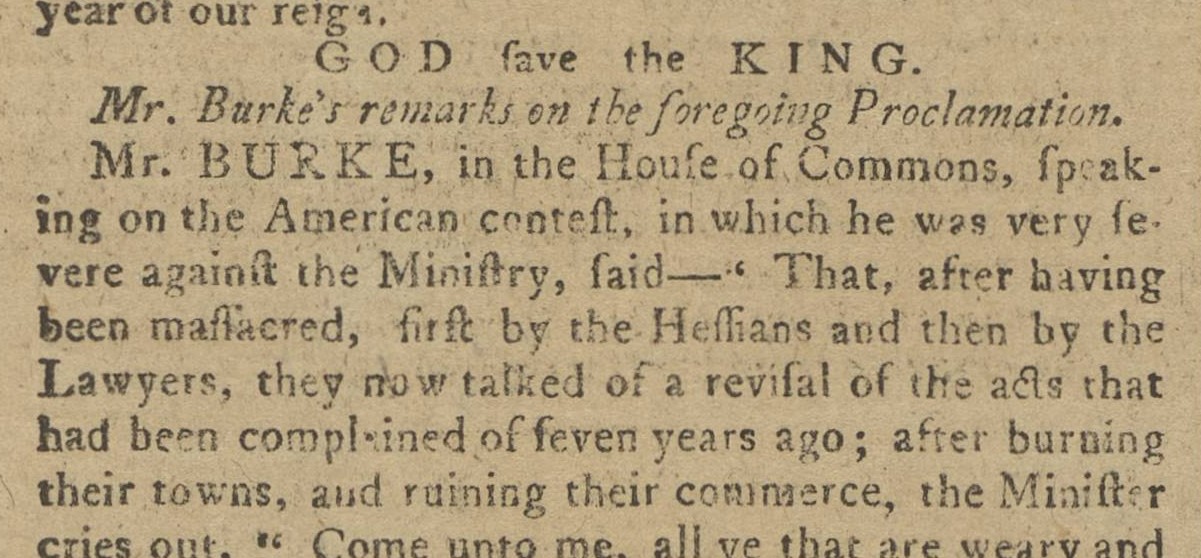 year of our reign.
GOD ſave the KING.
Mr. Burke's remarks on the foregoing Proclamation.
Mr. BURKE, in the Houſe of Commons, ſpeak-
ing on the American conteſt, in which he was very ſe-
vere againſt the Miniſtry, ſaid—“ That, after having
been maſſacred, firſt by the Heſſians and then by the
Lawyers, they now talked of a reviſal of the acts that
had been complained of ſeven years ago; after burning
their towns, and ruining their commerce, the Miniſter
cries out, “ Come unto me, all ye that are weary and